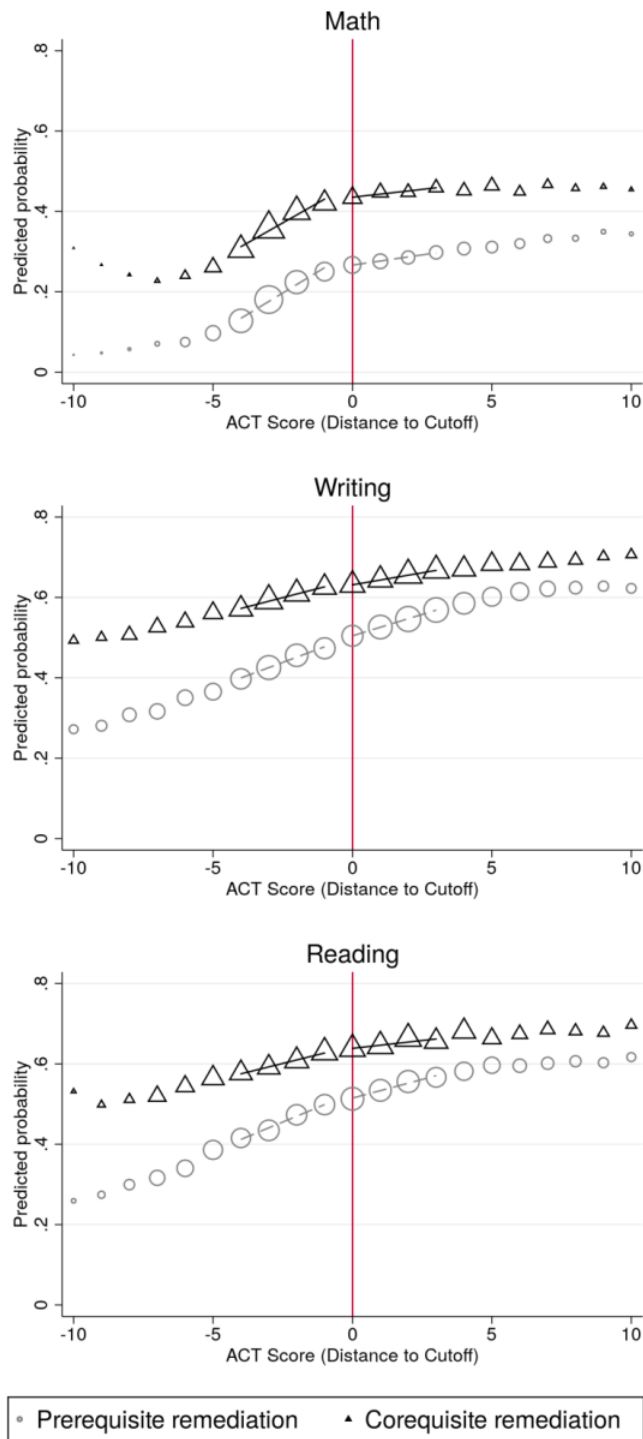 Math
Predicted probability
0 .2 .4 .6 .8
-10 -5 0 5 10
ACT Score (Distance to Cutoff)
Writing
Predicted probability
0 .2 .4 .6 .8
-10 -5 0 5 10
ACT Score (Distance to Cutoff)
Reading
Predicted probability
0 .2 .4 .6 .8
-10 -5 0 5 10
ACT Score (Distance to Cutoff)
Prerequisite remediation Corequisite remediation